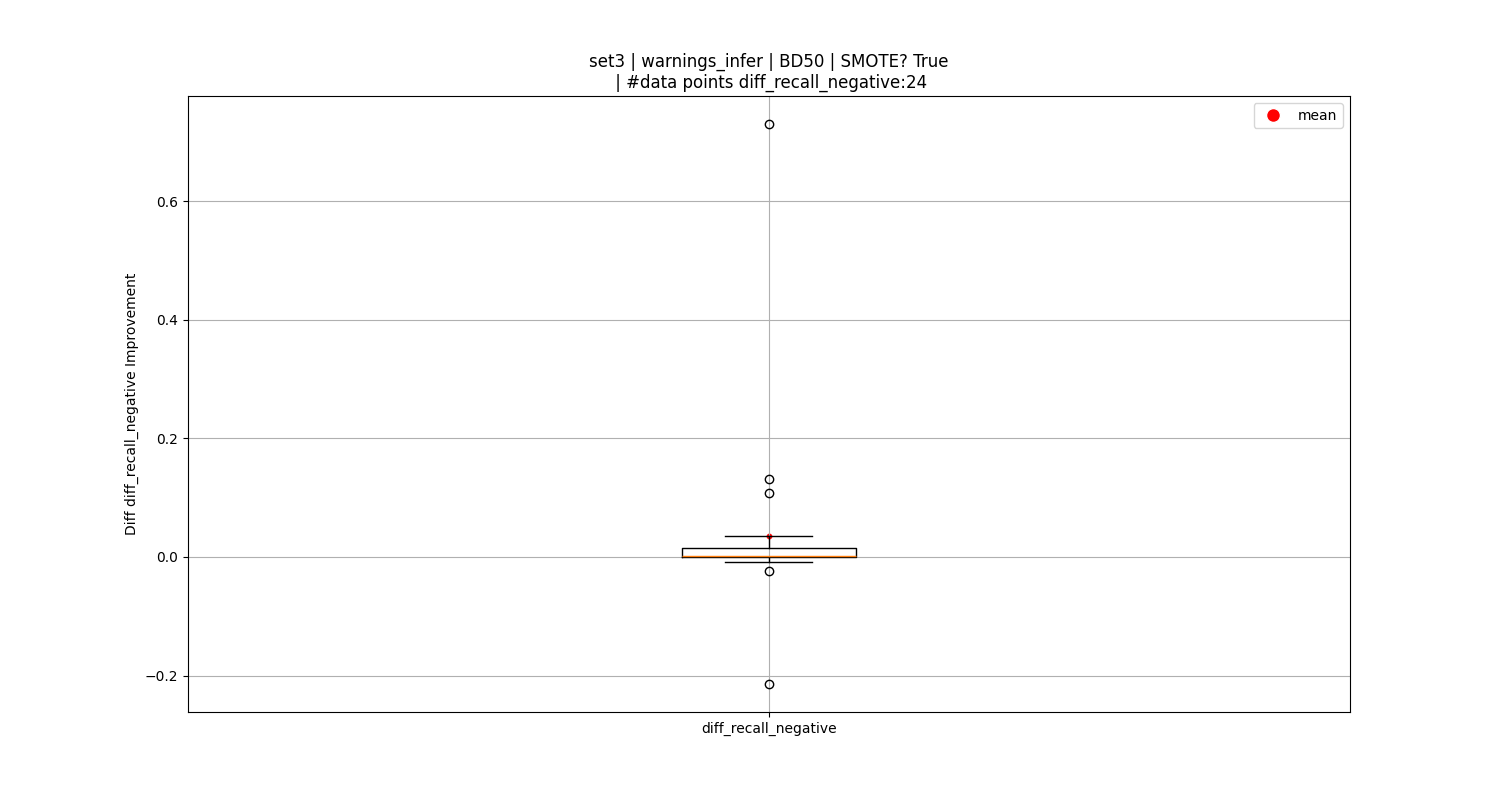 set3 | warnings_infer | BD50 | SMOTE? True
| #data points diff_recall_negative:24
mean
0.6
0.4
0.2
0.0
−0.2
Diff diff_recall_negative Improvement
diff_recall_negative